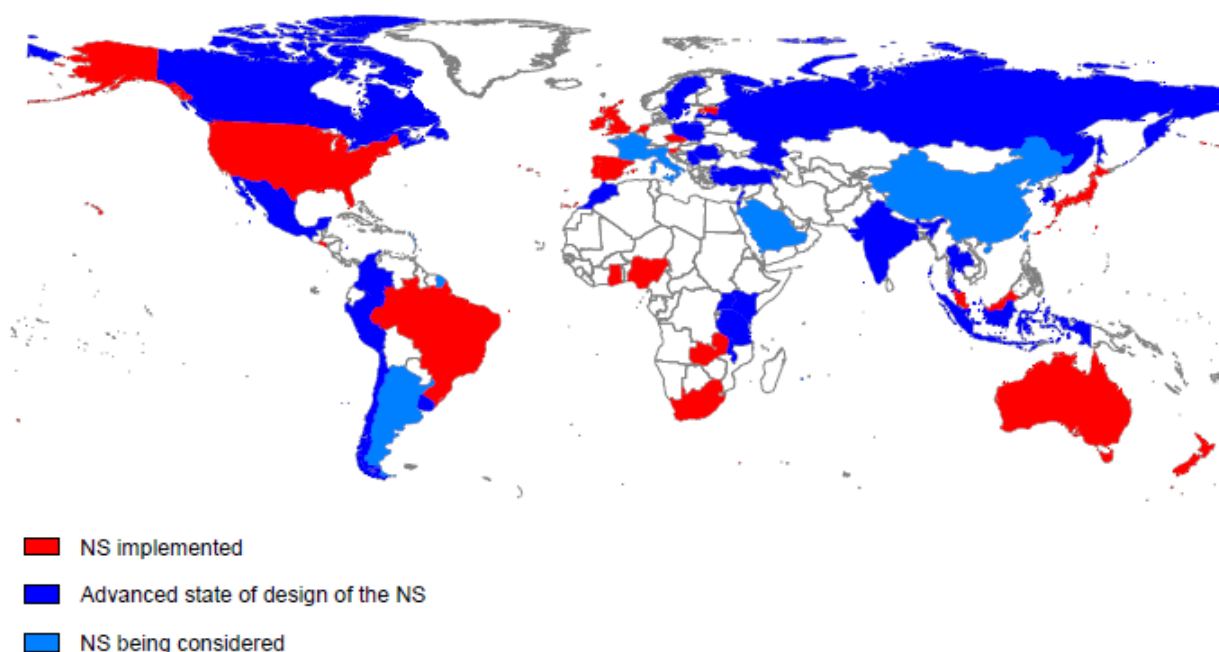 NS implemented
Advanced state of design of the NS
NS being considered